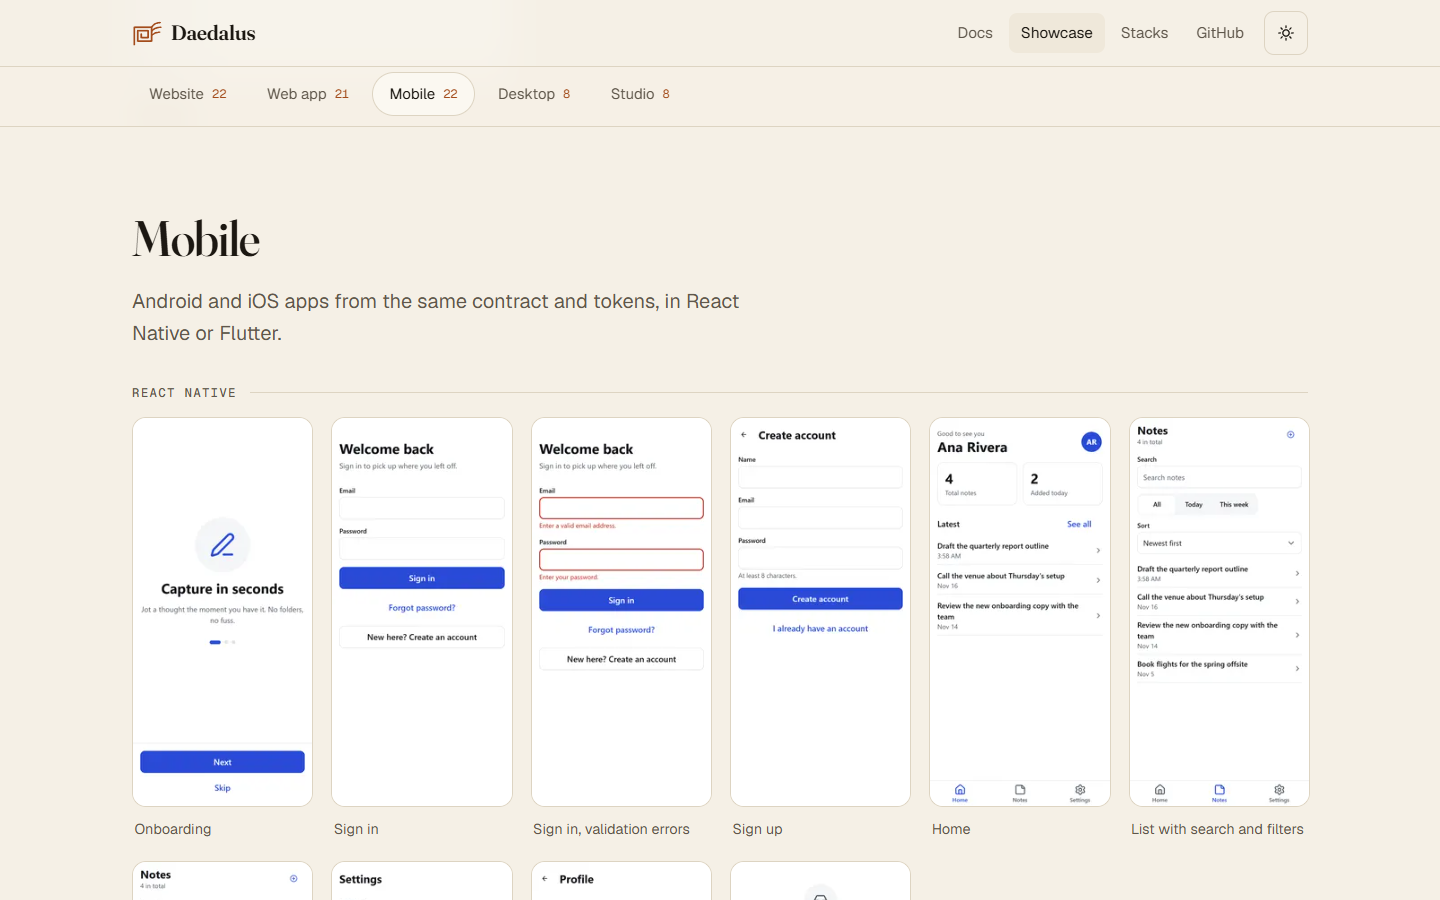 Daedalus
Docs
Showcase
Stacks
GitHub
Website 22
Web app 21
Mobile 22
Desktop 8
Studio 8
Mobile
Android and iOS apps from the same contract and tokens, in React
Native or Flutter.
REACT NATIVE
Capture in seconds
Jot a thought the moment you have it. No folders,
no fuss.
Next
Skip
Onboarding
Welcome back
Sign in to pick up where you left off.
Email
Password
Sign in
Forgot password?
New here? Create an account
Sign in
Welcome back
Sign in to pick up where you left off.
Email
Enter a valid email address.
Password
Enter your password.
Sign in
Forgot password?
New here? Create an account
Sign in, validation errors
Create account
Name
Email
Password
At least 8 characters.
Create account
I already have an account
Sign up
Good to see you
Ana Rivera
AR
4
Total notes
2
Added today
Latest
See all
Draft the quarterly report outline
3:58 AM
Call the venue about Thursday's setup
Nov 16
Review the new onboarding copy with the
team
Nov 14
Home
Notes
Settings
Home
Notes
4 in total
Search
Search notes
All
Today
This week
Sort
Newest first
Draft the quarterly report outline
3:58 AM
Call the venue about Thursday's setup
Nov 16
Review the new onboarding copy with the
team
Nov 14
Book flights for the spring offsite
Nov 5
Home
Notes
Settings
List with search and filters
Notes
4 in total
Settings
Profile